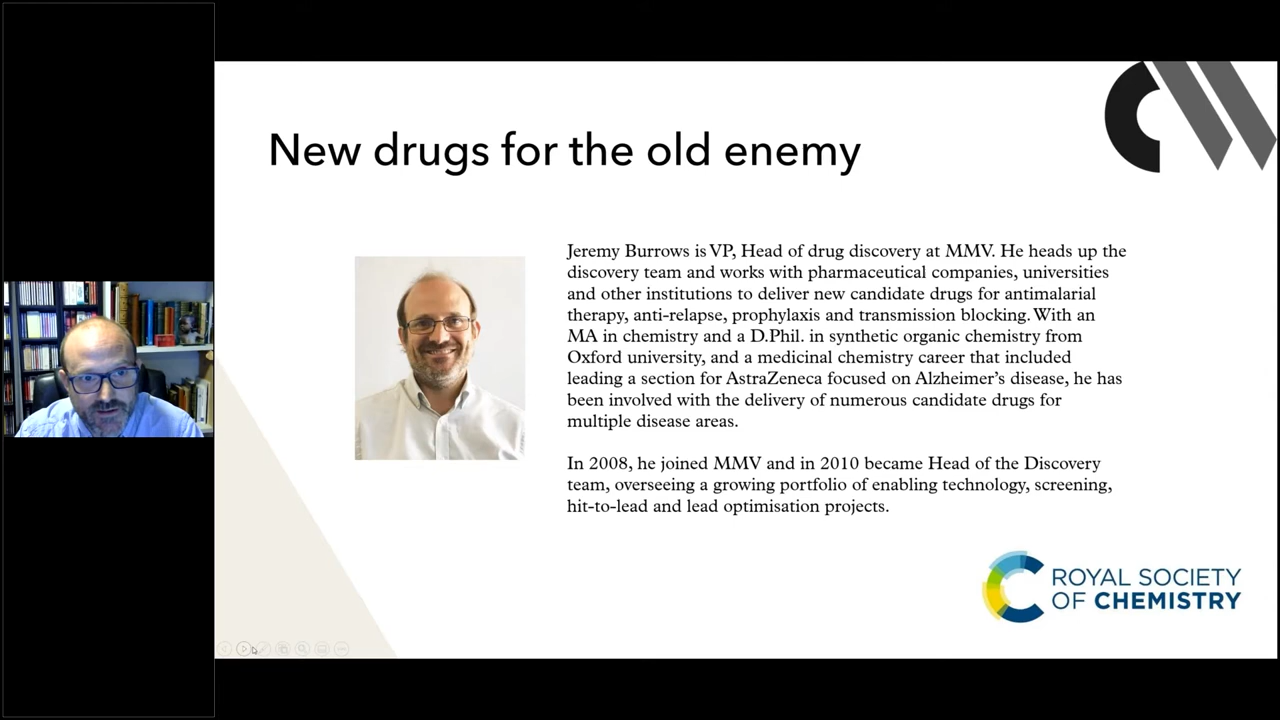 New drugs for the old enemy
Jeremy Burrows is VP, Head of drug discovery at MMV. He heads up the
discovery team and works with pharmaceutical companies, universities
and other institutions to deliver new candidate drugs for antimalarial
therapy, anti-relapse, prophylaxis and transmission blocking. With an
MA in chemistry and a D.Phil. in synthetic organic chemistry from
Oxford university, and a medicinal chemistry career that included
leading a section for AstraZeneca focused on Alzheimer's disease, he has
been involved with the delivery of numerous candidate drugs for
multiple disease areas.
In 2008, he joined MMV and in 2010 became Head of the Discovery
team, overseeing a growing portfolio of enabling technology, screening,
hit-to-lead and lead optimisation projects.
ROYAL SOCIETY
OF CHEMISTRY